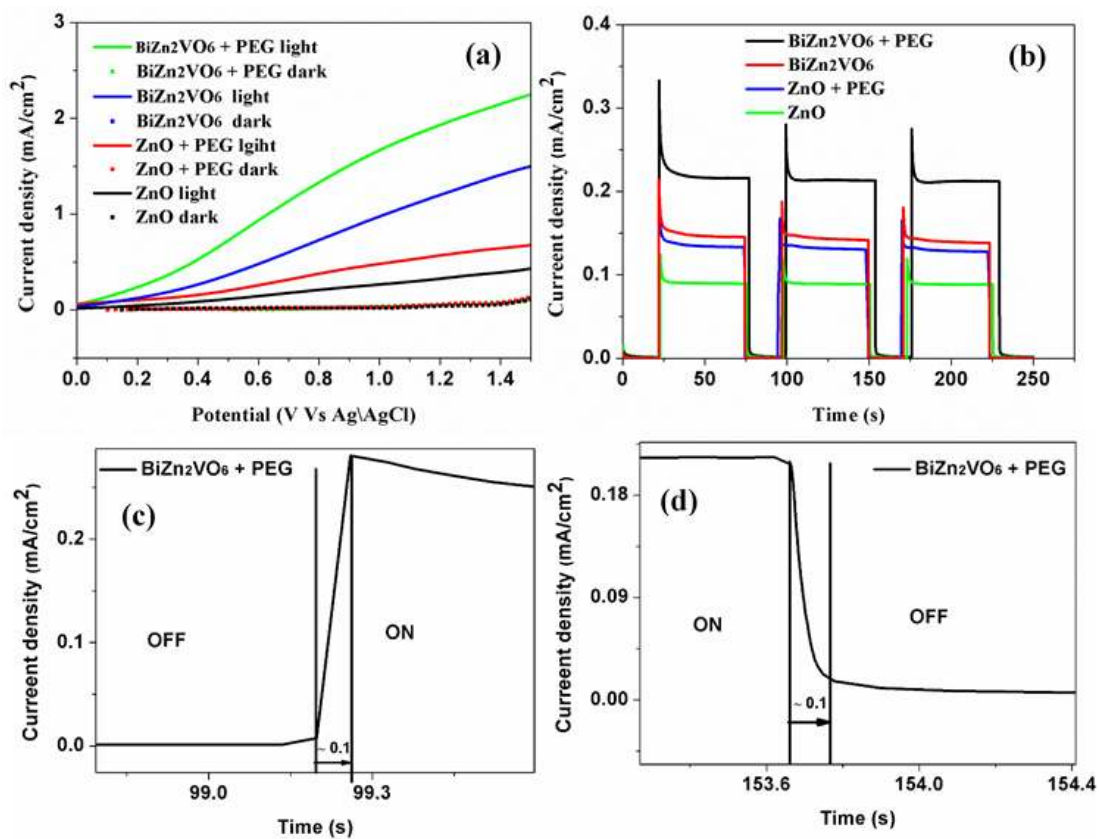 (a)
BiZn2VO6 + PEG light
BiZn2VO6 + PEG dark
BiZn2VO6 light
BiZn2VO6 dark
ZnO + PEG lgiht
ZnO + PEG dark
ZnO light
ZnO dark
Curreent density (mA/cm2)
3
2
1
0
0.0 0.2 0.4 0.6 0.8 1.0 1.2 1.4
Potential (V Vs Ag\AgCl)
(b)
BiZn2VO6 + PEG
BiZn2VO6
ZnO + PEG
ZnO
Curreent density (mA/cm2)
0.4
0.3
0.2
0.1
0.0
0 50 100 150 200 250
Time (s)
BiZn2VO6 + PEG
(c)
Curreent density (mA/cm2)
0.2
0.1
0.0
OFF
ON
~ 0.1
99.0 99.3
Time (s)
BiZn2VO6 + PEG
(d)
Curreent density (mA/cm2)
0.18
0.09
0.00
ON
OFF
~ 0.1
153.6 154.0 154.4
Time (s)